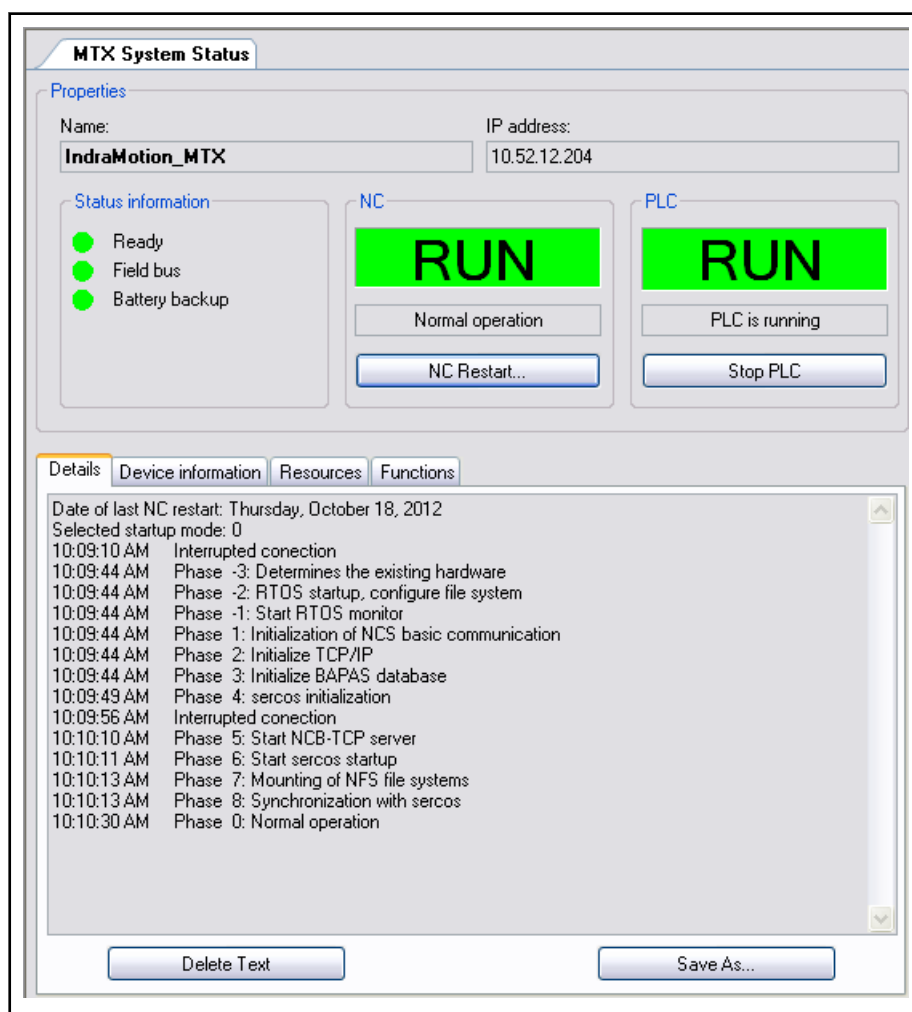 MTX System Status
Properties
Name:
IP address:
IndraMotion_MTX
10.52.12.204
Status information
Ready
Field bus
Battery backup
NC
RUN
Normal operation
NC Restart...
PLC
RUN
PLC is running
Stop PLC
Details
Device information
Resources
Functions
Date of last NC restart: Thursday, October 18, 2012
Selected startup mode: 0
10:09:10 AM Interrupted conection
10:09:44 AM Phase -3: Determines the existing hardware
10:09:44 AM Phase -2: RTOS startup, configure file system
10:09:44 AM Phase -1: Start RTOS monitor
10:09:44 AM Phase 1: Initialization of NCS basic communication
10:09:44 AM Phase 2: Initialize TCP/IP
10:09:44 AM Phase 3: Initialize BAPAS database
10:09:49 AM Phase 4: sercos initialization
10:09:56 AM Interrupted conection
10:10:10 AM Phase 5: Start NCB-TCP server
10:10:11 AM Phase 6: Start sercos startup
10:10:13 AM Phase 7: Mounting of NFS file systems
10:10:13 AM Phase 8: Synchronization with sercos
10:10:30 AM Phase 0: Normal operation
Delete Text
Save As...